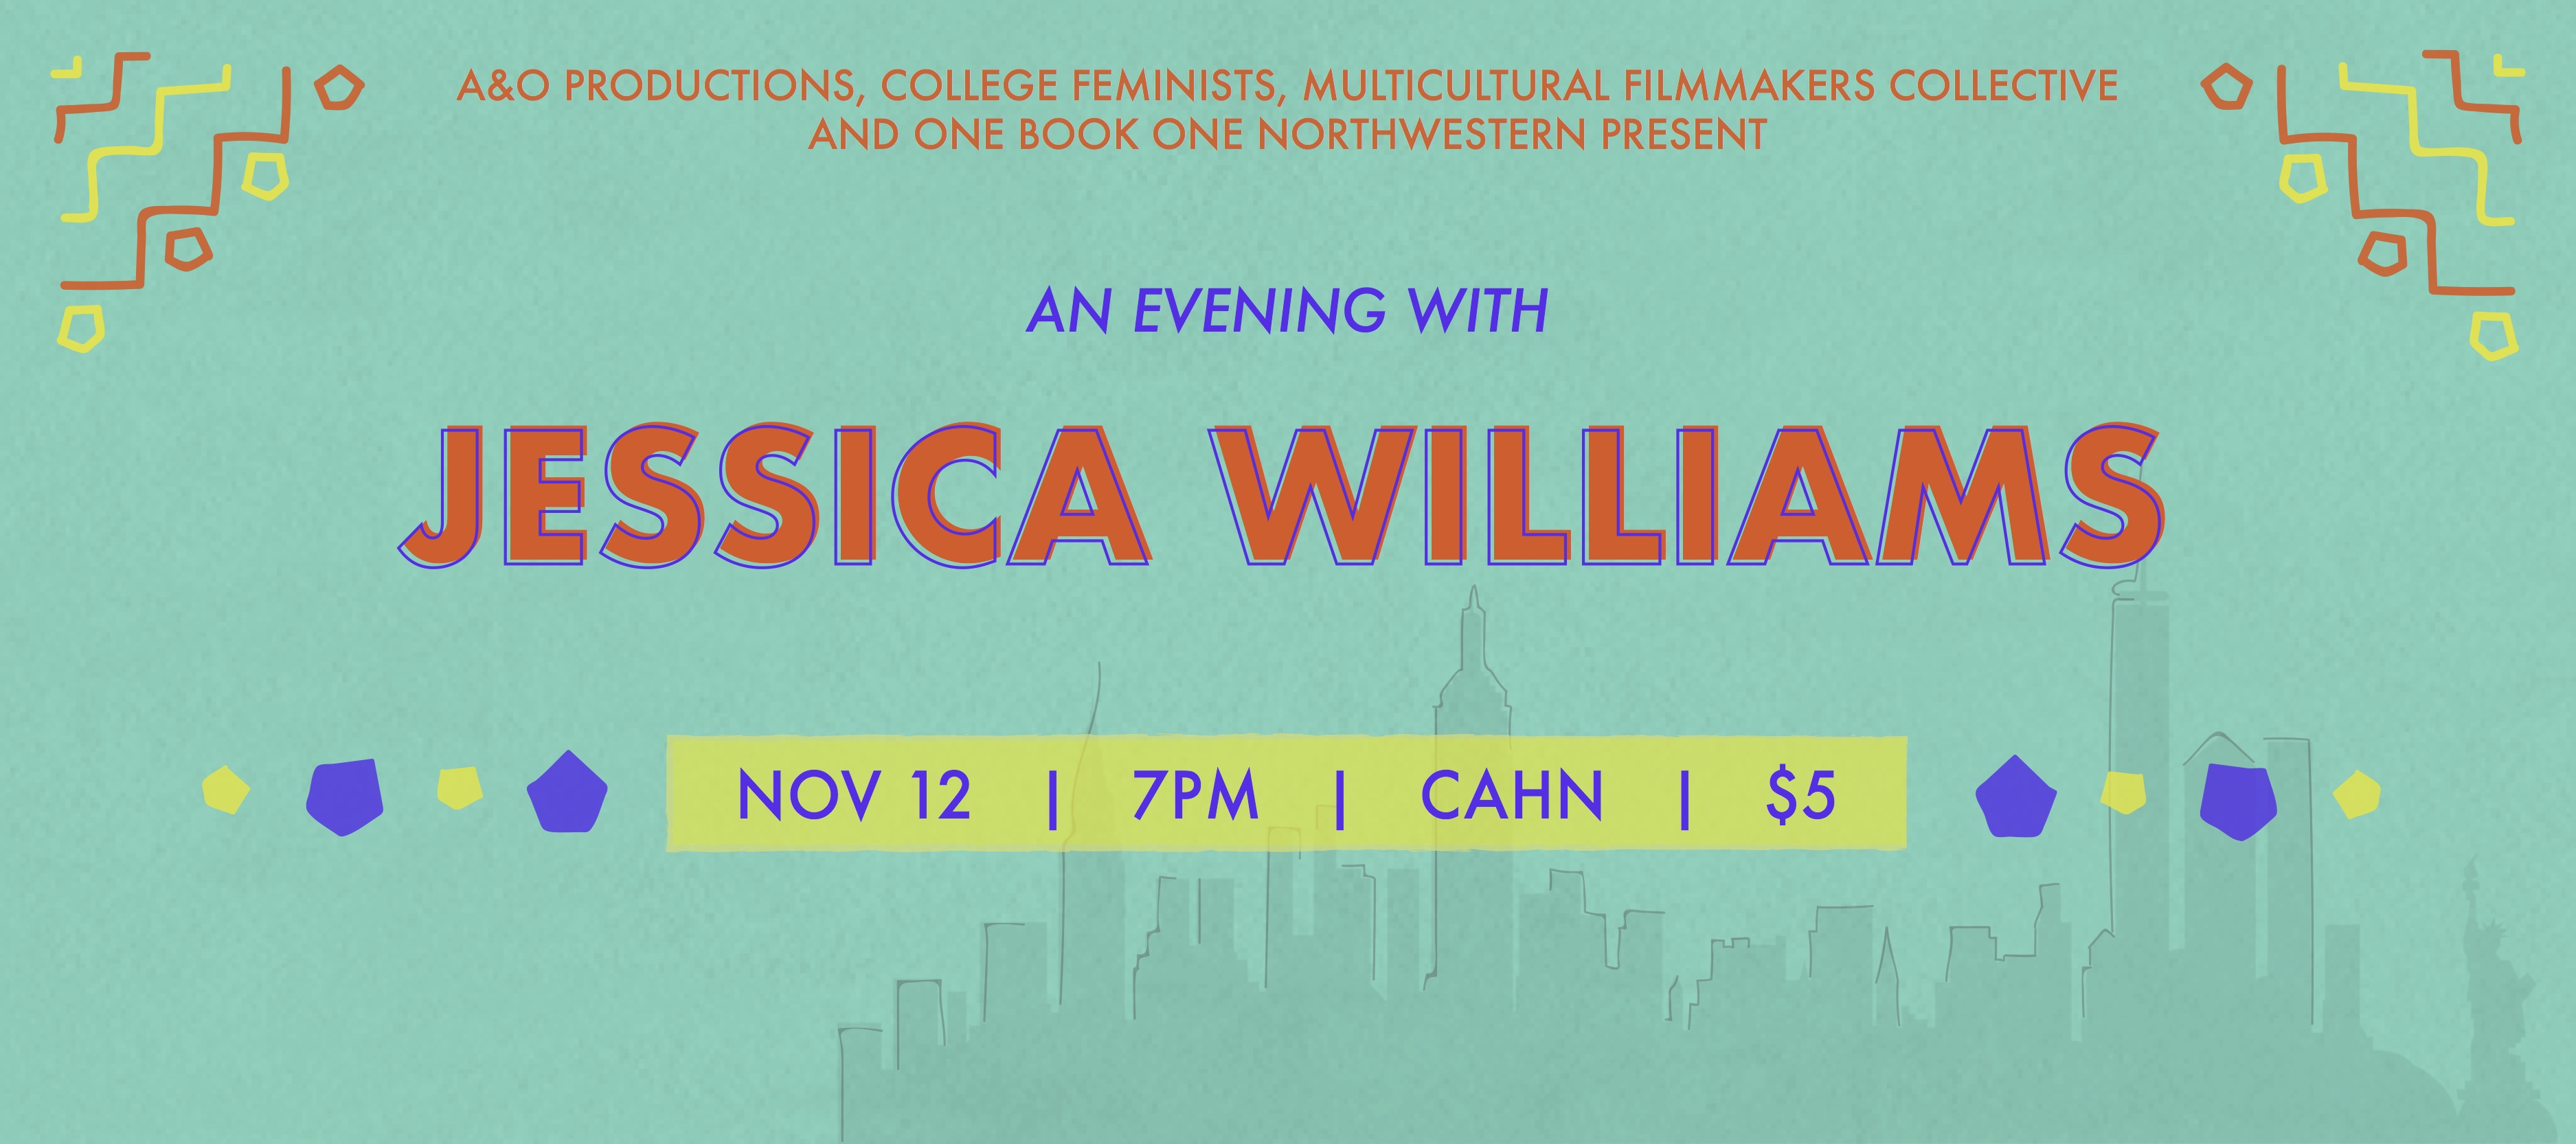 A&O PRODUCTIONS, COLLEGE FEMINISTS, MULTICULTURAL FILMMAKERS COLLECTIVE
AND ONE BOOK ONE NORTHWESTERN PRESENT
AN EVENING WITH
JESSICA WILLIAMS
NOV 12 | 7PM | CAHN | $5